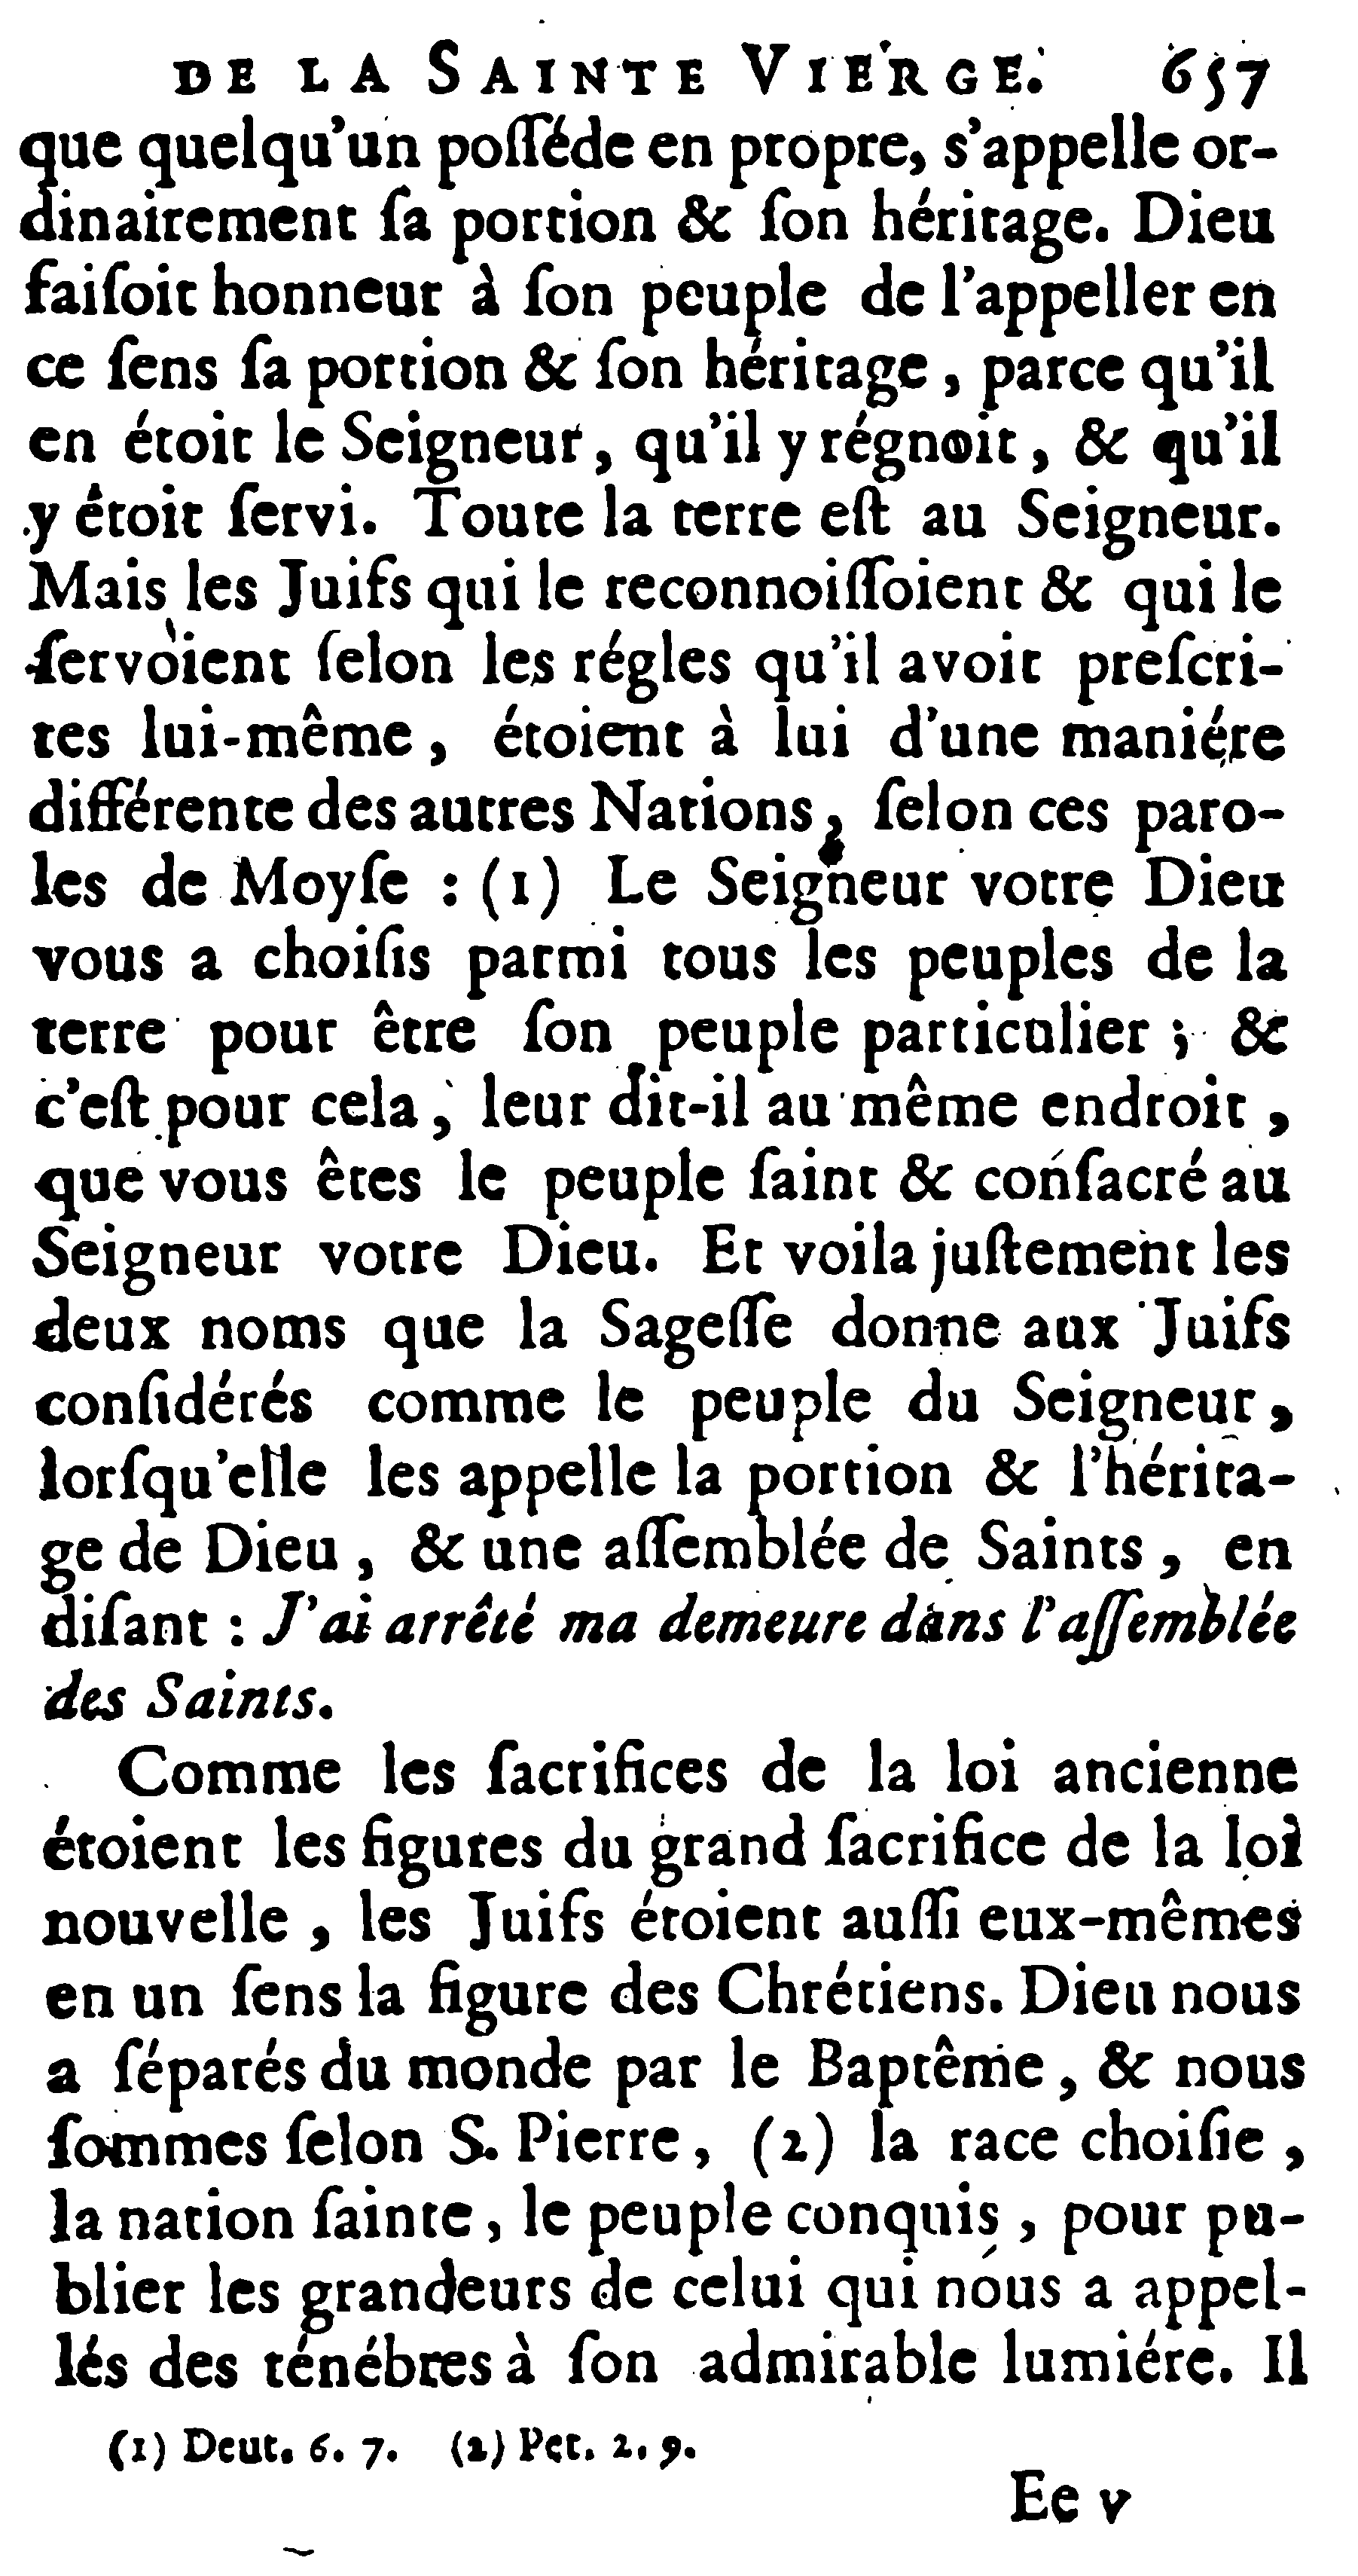 DE LA SAINTE VIERGE. 657
que quelqu'un poſſéde en propre, s'appelle or-
dinairement ſa portion & ſon héritage. Dieu
faiſoit honneur à ſon peuple de l'appeller en
ce ſens ſa portion & ſon héritage, parce qu'il
en étoit le Seigneur, qu'il y régnoit, & qu'il
y étoit ſervi. Toute la terre eſt au Seigneur.
Mais les Juifs qui le reconnoiſſoient & qui le
ſervoient ſelon les régles qu'il avoit preſcri-
tes lui-même, étoient à lui d'une maniére
différente des autres Nations, ſelon ces paro-
les de Moyſe : (1) Le Seigneur votre Dieu
vous a choiſis parmi tous les peuples de la
terre pour être ſon peuple particulier ; &
c'eſt pour cela, leur dit-il au même endroit,
que vous êtes le peuple ſaint & conſacré au
Seigneur votre Dieu. Et voila juſtement les
deux noms que la Sageſſe donne aux Juifs
conſidérés comme le peuple du Seigneur,
lorſqu'elle les appelle la portion & l'hérita-
ge de Dieu, & une aſſemblée de Saints, en
diſant : J'ai arrêté ma demeure dans l'aſſemblée
des Saints.
Comme les ſacrifices de la loi ancienne
étoient les figures du grand ſacrifice de la loi
nouvelle, les Juifs étoient auſſi eux-mêmes
en un ſens la figure des Chrétiens. Dieu nous
a ſéparés du monde par le Baptême, & nous
ſommes ſelon S. Pierre, (2) la race choiſie,
la nation ſainte, le peuple conquis, pour pu-
blier les grandeurs de celui qui nous a appel-
lés des ténébres à ſon admirable lumiére. Il
(1) Deut. 6. 7. (2) Pet. 2. 9.
Ee v